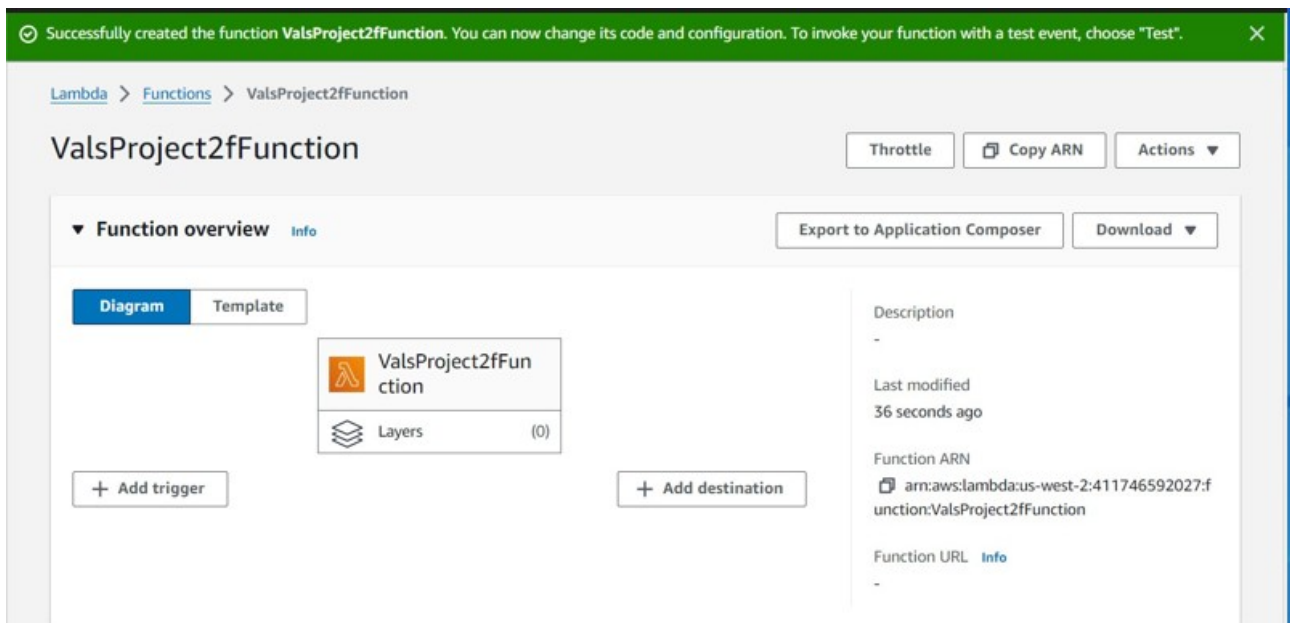 Successfully created the function ValsProject2fFunction. You can now change its code and configuration. To invoke your function with a test event, choose "Test".
Lambda > Functions > ValsProject2fFunction
ValsProject2fFunction
Throttle
Copy ARN
Actions
Function overview Info
Export to Application Composer
Download
Diagram
Template
ValsProject2fFun
ction
Layers (0)
+ Add trigger
+ Add destination
Description
-
Last modified
36 seconds ago
Function ARN
arn:aws:lambda:us-west-2:411746592027:f
unction:ValsProject2fFunction
Function URL Info
-